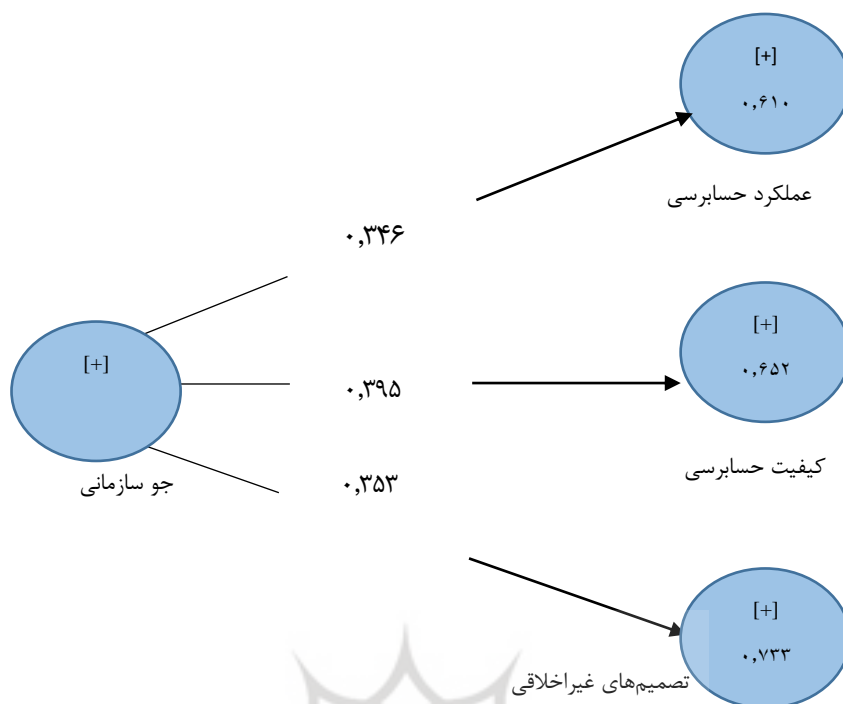 [+]
۰,۶۱۰
عملکرد حسابرسی
۰,۳۴۶
[+]
۰,۶۵۲
[+]
۰,۳۹۵
کیفیت حسابرسی
جو سازمانی
۰,۳۵۳
[+]
۰,۷۳۳
تصمیم‌های غیراخلاقی